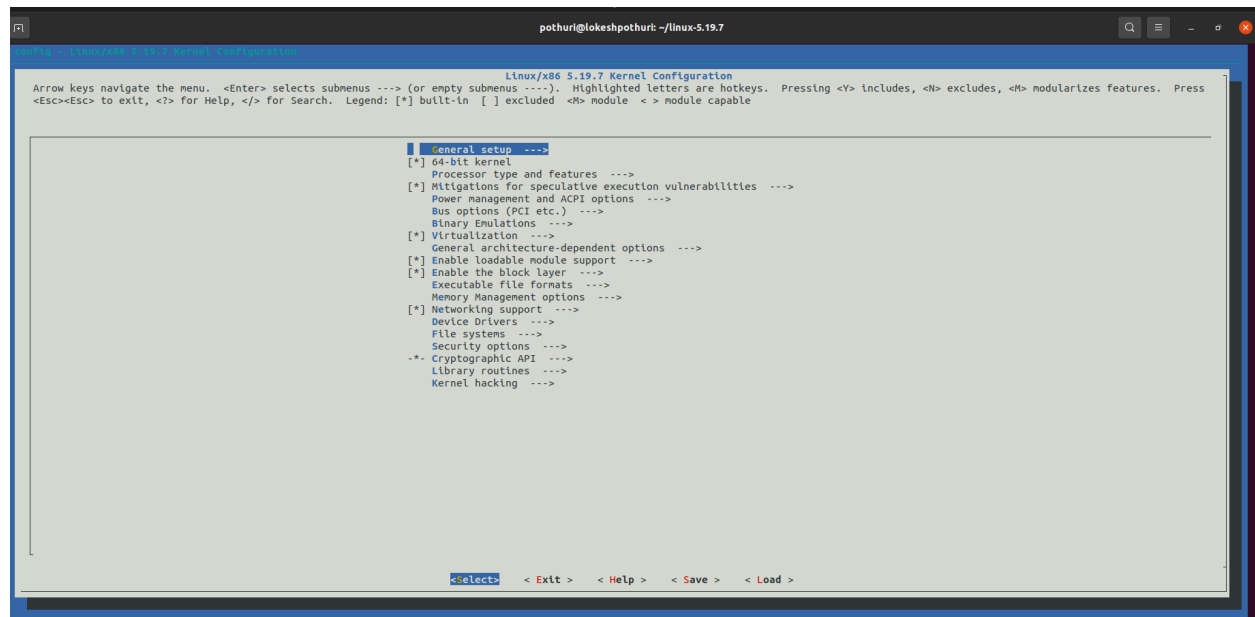 pothuri@lokeshpothuri: ~/linux-5.19.7
config - Linux/x86 5.19.7 Kernel Configuration
Linux/x86 5.19.7 Kernel Configuration
Arrow keys navigate the menu.  <Enter> selects submenus ---> (or empty submenus ----).  Highlighted letters are hotkeys.  Pressing <Y> includes, <N> excludes, <M> modularizes features.  Press
<Esc><Esc> to exit, <?> for Help, </> for Search.  Legend: [*] built-in  [ ] excluded  <M> module  < > module capable
General setup  --->
[*] 64-bit kernel
Processor type and features  --->
[*] Mitigations for speculative execution vulnerabilities  --->
Power management and ACPI options  --->
Bus options (PCI etc.)  --->
Binary Emulations  --->
[*] Virtualization  --->
General architecture-dependent options  --->
[*] Enable loadable module support  --->
[*] Enable the block layer  --->
Executable file formats  --->
Memory Management options  --->
[*] Networking support  --->
Device Drivers  --->
File systems  --->
Security options  --->
-*- Cryptographic API  --->
Library routines  --->
Kernel hacking  --->
<Select>    < Exit >    < Help >    < Save >    < Load >